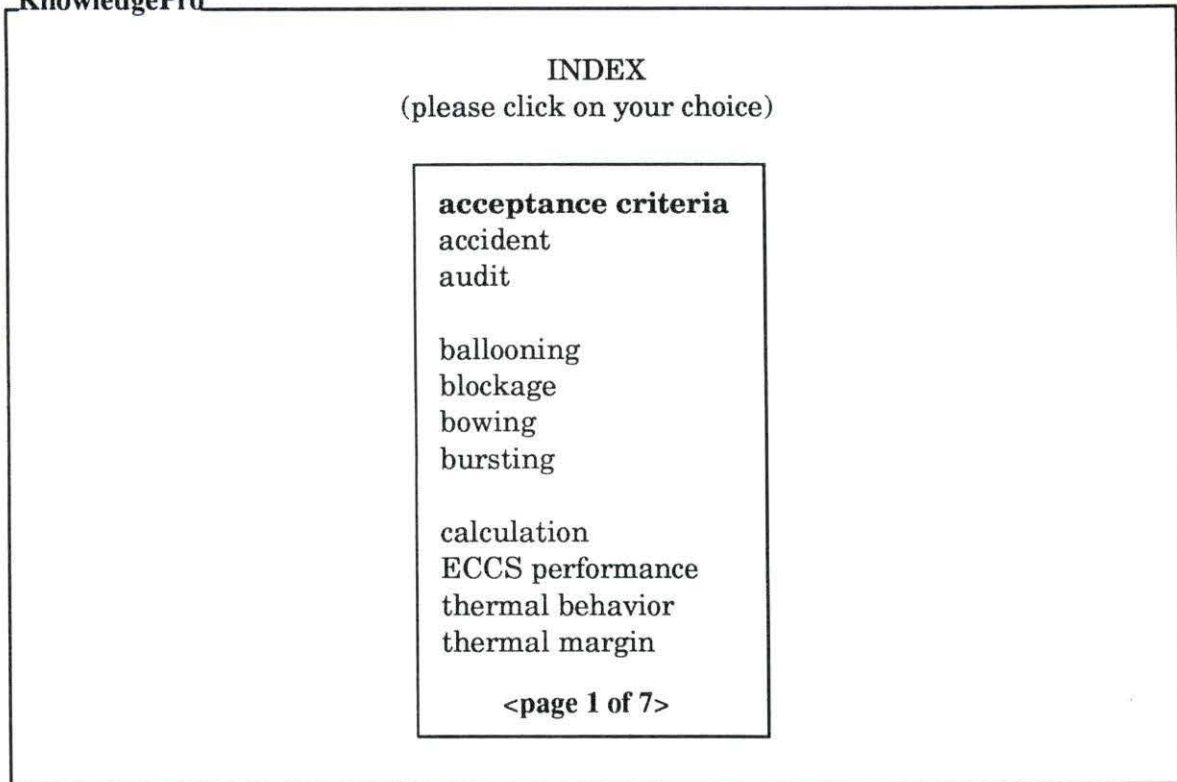 KnowledgePro
INDEX
(please click on your choice)
acceptance criteria
accident
audit
ballooning
blockage
bowing
bursting
calculation
ECCS performance
thermal behavior
thermal margin
<page 1 of 7>